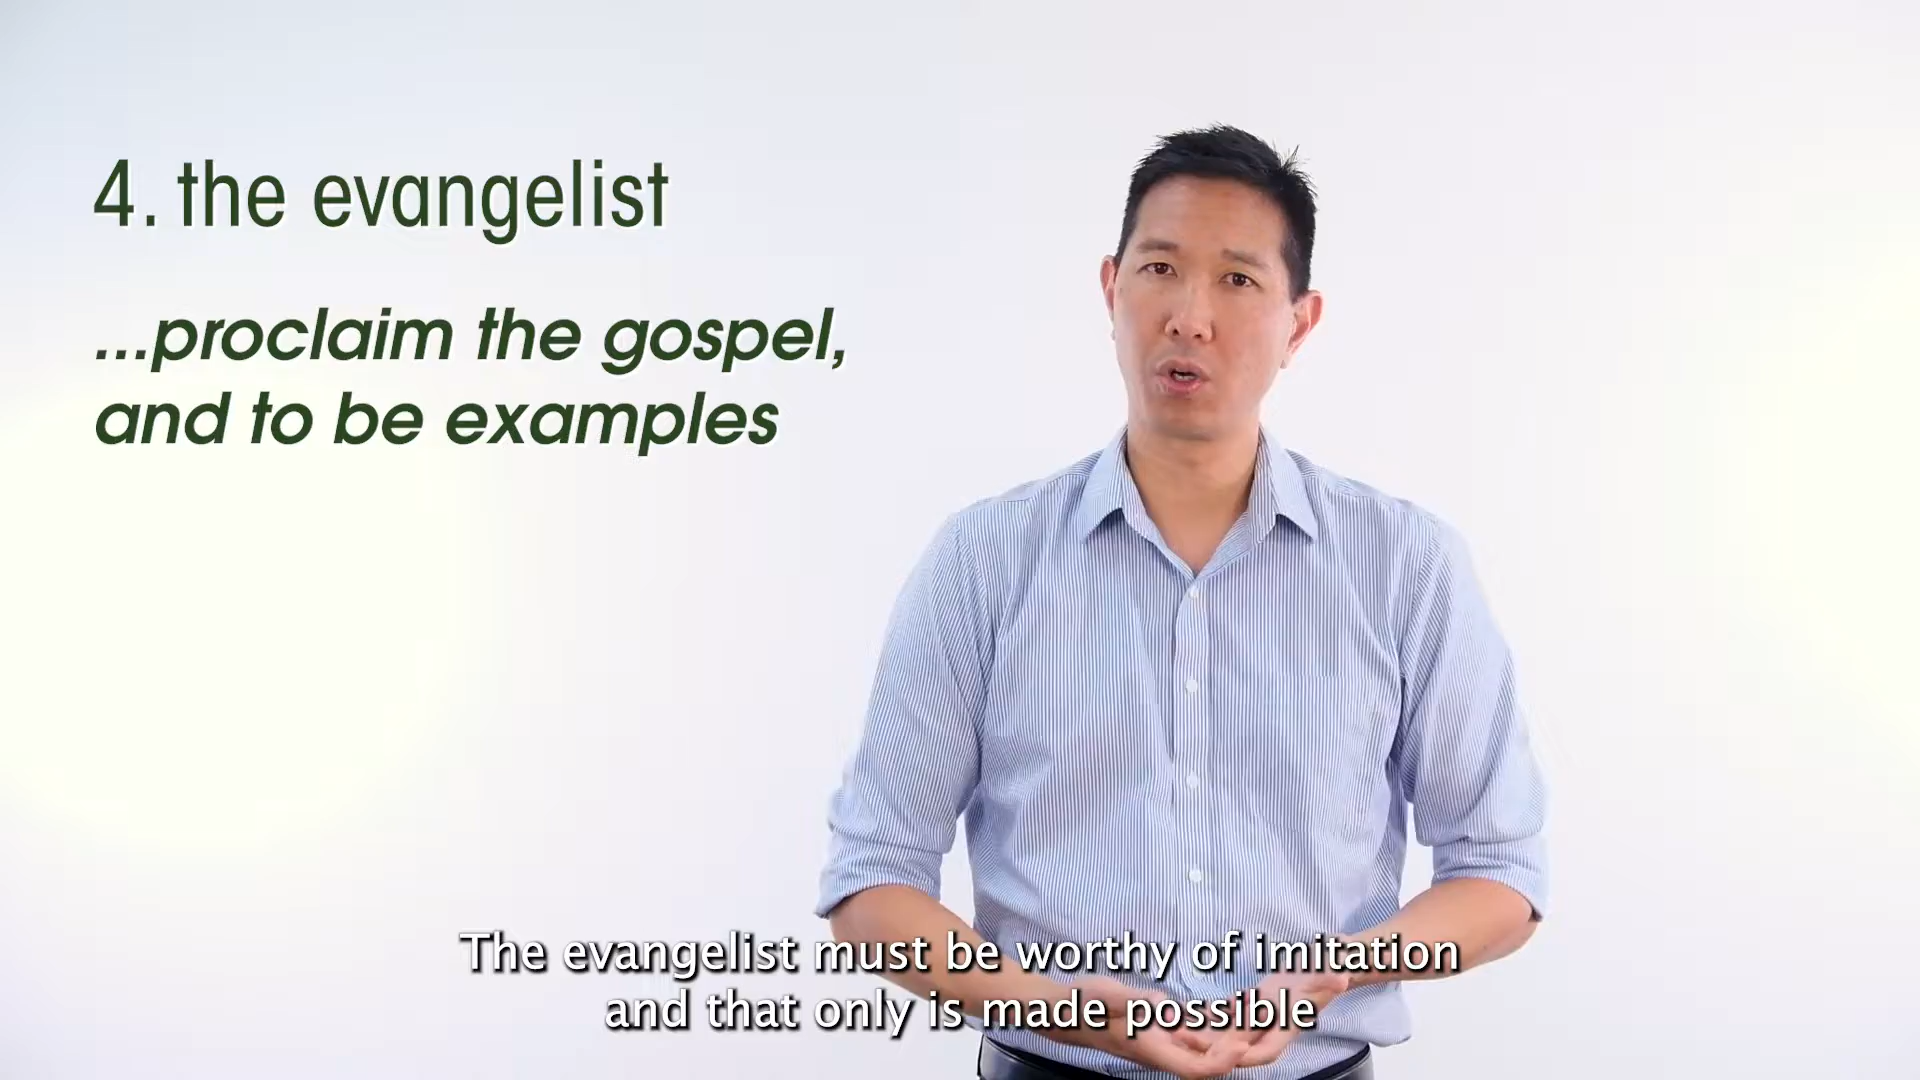 4. the evangelist
...proclaim the gospel,
and to be examples
The evangelist must be worthy of imitation
and that only is made possible